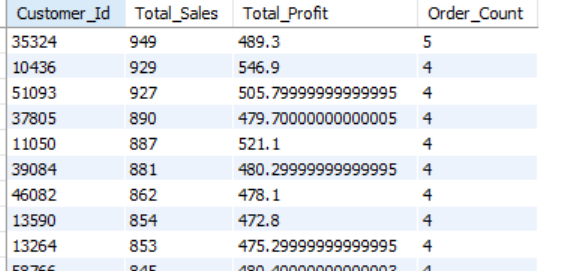 Customer_Id Total_Sales Total_Profit Order_Count
35324 949 489.3 5
10436 929 546.9 4
51093 927 505.79999999999995 4
37805 890 479.70000000000005 4
11050 887 521.1 4
39084 881 480.29999999999995 4
46082 862 478.1 4
13590 854 472.8 4
13264 853 475.29999999999995 4
58766 845 480.40000000000003 4